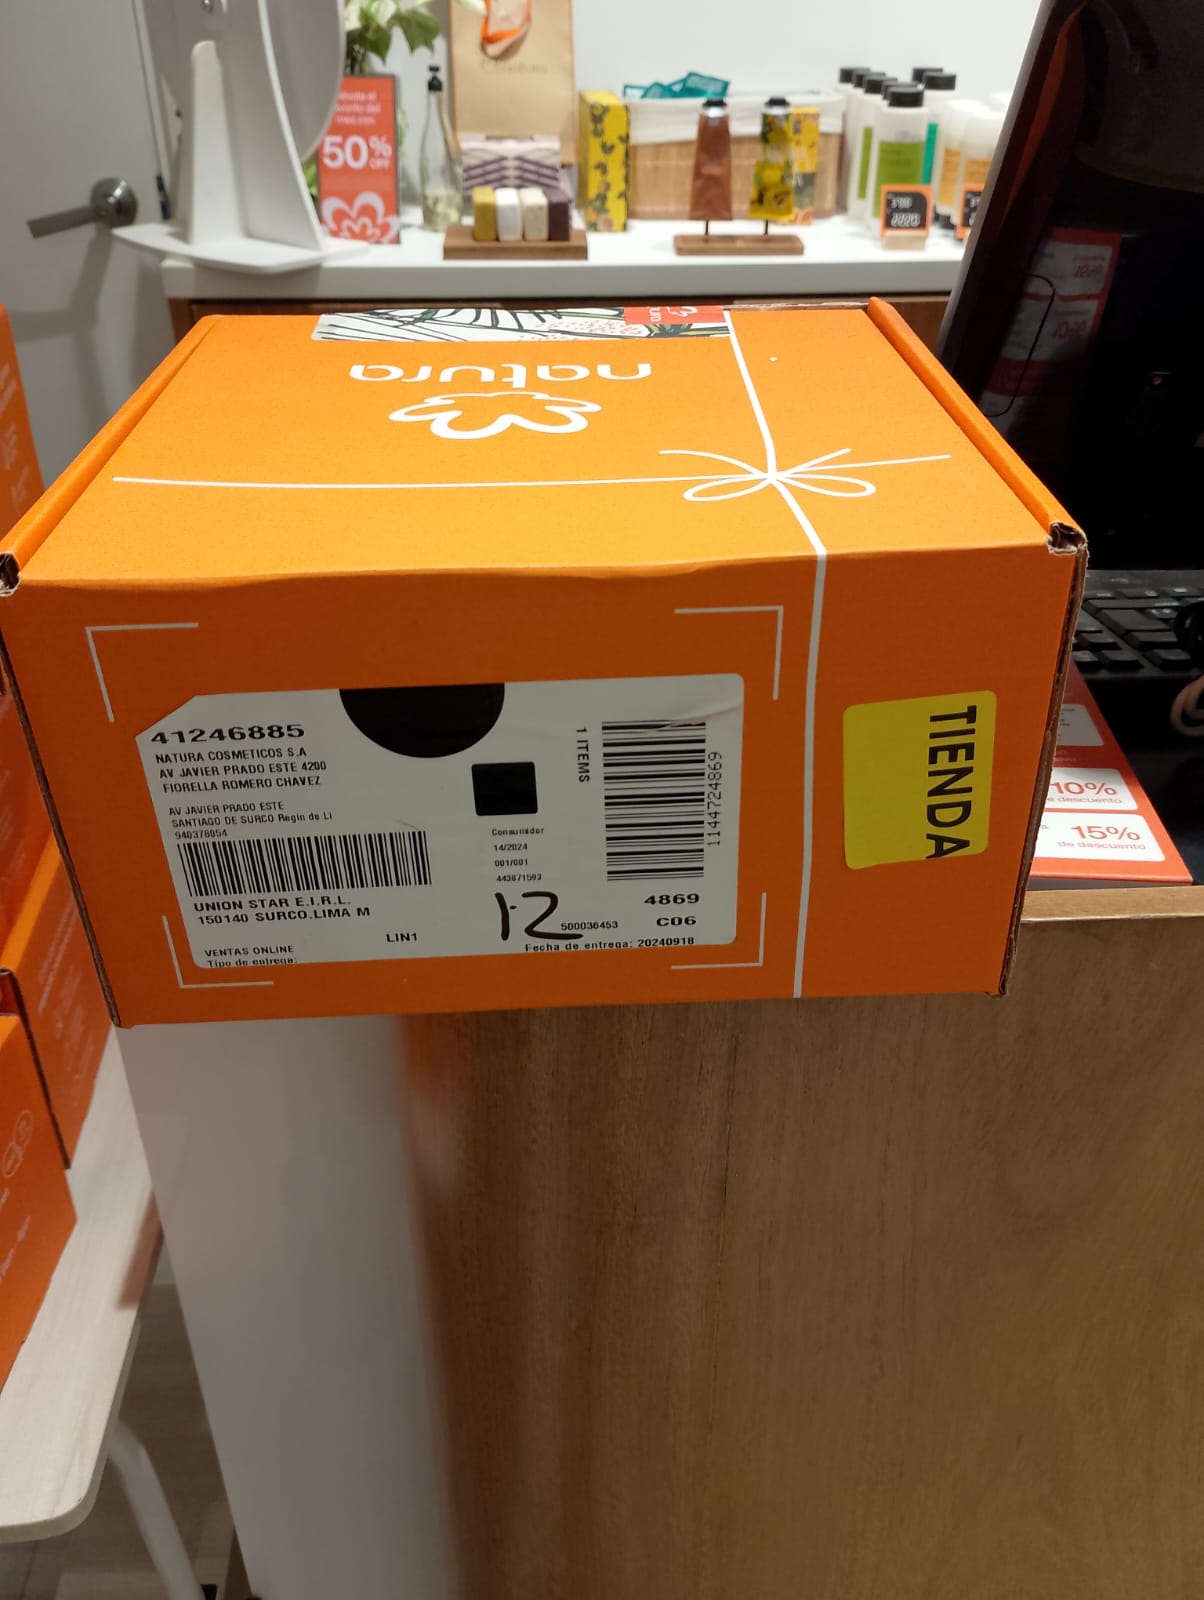 50%
OFF
natura
41246885
NATURA COSMETICOS S.A
AV JAVIER PRADO ESTE 4200
FIORELLA ROMERO CHAVEZ
AV JAVIER PRADO ESTE
SANTIAGO DE SURCO Regin de LI
940378054
UNION STAR E.I.R.L.
150140 SURCO.LIMA M
LIN1
VENTAS ONLINE
Tipo de entrega:
Consumidor
14/2024
001/001
443871593
12
500036453
Fecha de entrega: 20240918
1 ITEMS
1144724869
4869
C06
TIENDA
10%
de descuento
15%
de descuento